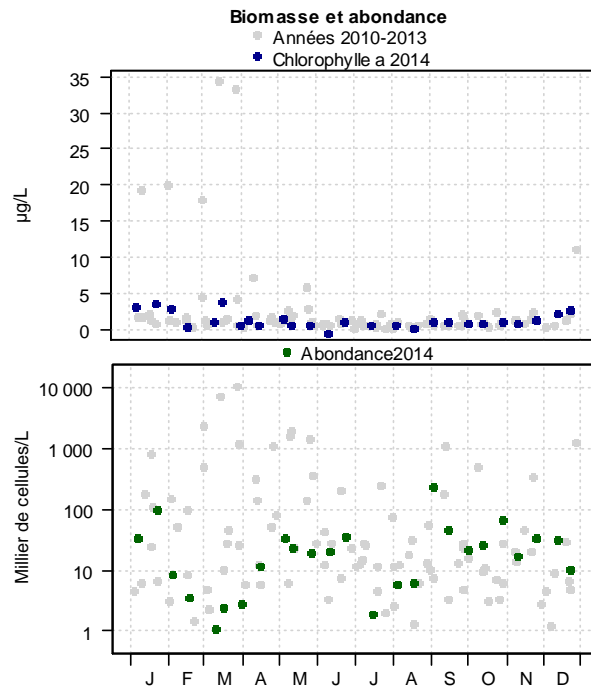 Biomasse et abondance
Années 2010-2013
Chlorophylle a 2014
35
30
25
20
15
10
5
0
µg/L
Abondance2014
10 000
1 000
100
10
1
Millier de cellules/L
J F M A M J J A S O N D